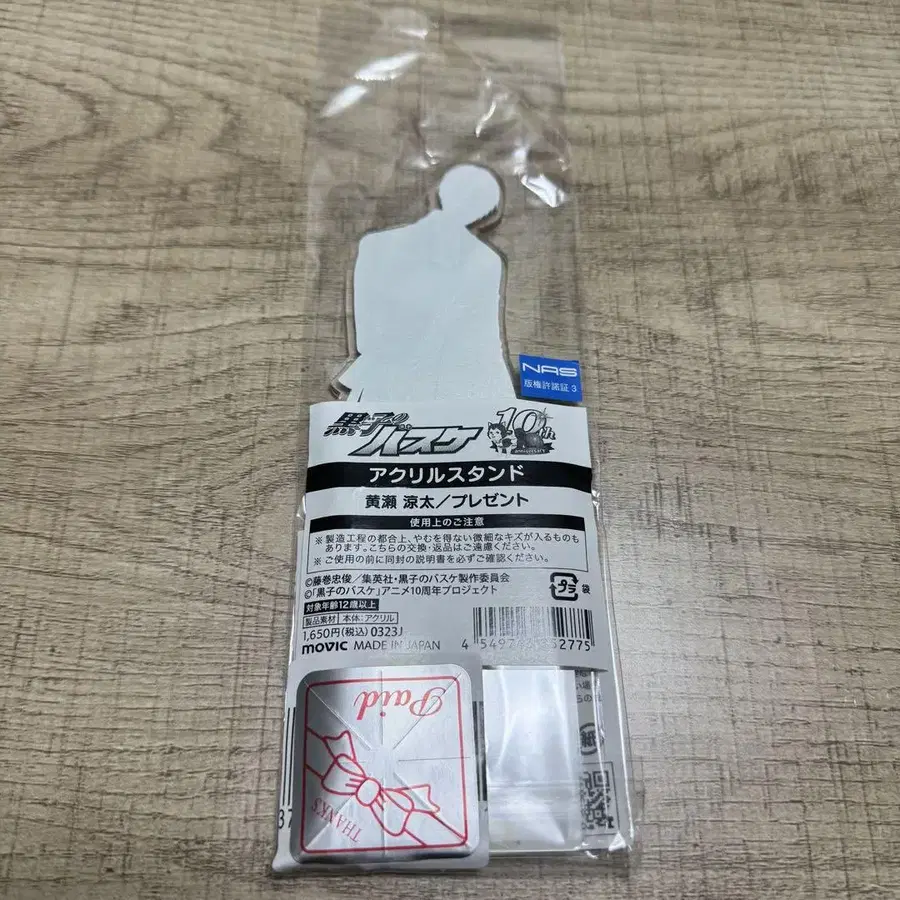 NAS
版権許諾証 3
黒子のバスケ 10th
ANNIVERSARY
アクリルスタンド
黄瀬 涼太/プレゼント
使用上のご注意
※ 製造工程の都合上、やむを得ない微細なキズが入るものも
あります。こちらの交換・返品はご遠慮ください。
※ ご使用の前に同封の説明書を必ずご確認ください。
©藤巻忠俊/集英社・黒子のバスケ製作委員会
©「黒子のバスケ」アニメ10周年プロジェクト
プラ 袋
対象年齢12歳以上
製品素材 本体:アクリル
1,650円(税込)0323J
movic MADE IN JAPAN
Paid
THANKS